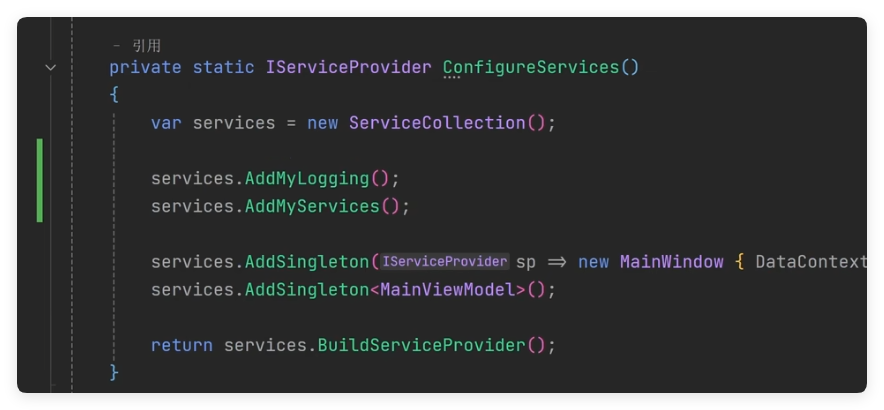 - 引用
private static IServiceProvider ConfigureServices()
{
var services = new ServiceCollection();
services.AddMyLogging();
services.AddMyServices();
services.AddSingleton(IServiceProvider sp => new MainWindow { DataContext
services.AddSingleton<MainViewModel>();
return services.BuildServiceProvider();
}